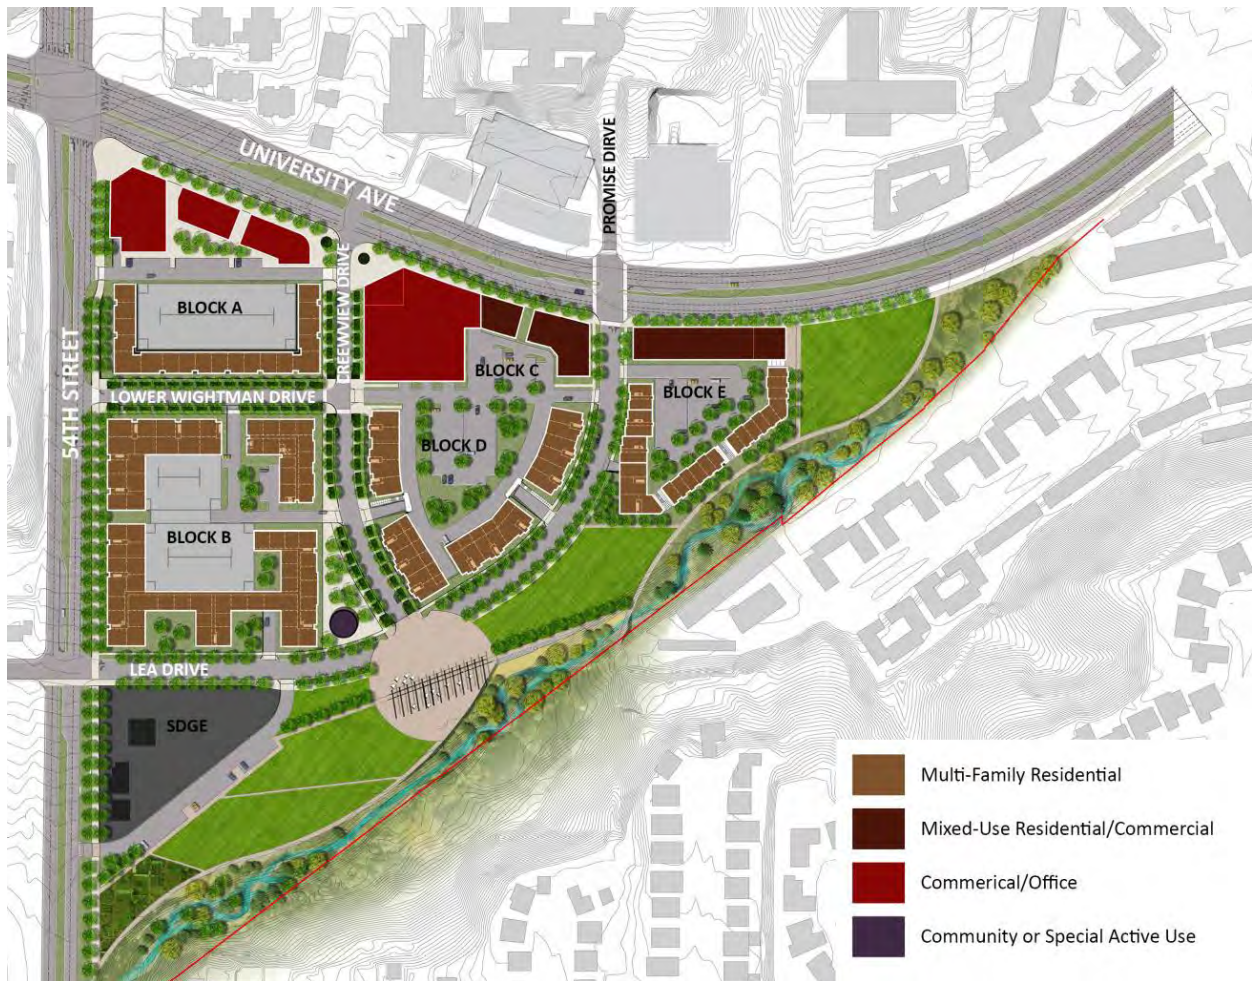 UNIVERSITY AVE
PROMISE DIRVE
TREEVIEW DRIVE
54TH STREET
BLOCK A
BLOCK C
BLOCK E
LOWER WIGHTMAN DRIVE
BLOCK D
BLOCK B
LEA DRIVE
SDGE
Multi-Family Residential
Mixed-Use Residential/Commercial
Commerical/Office
Community or Special Active Use